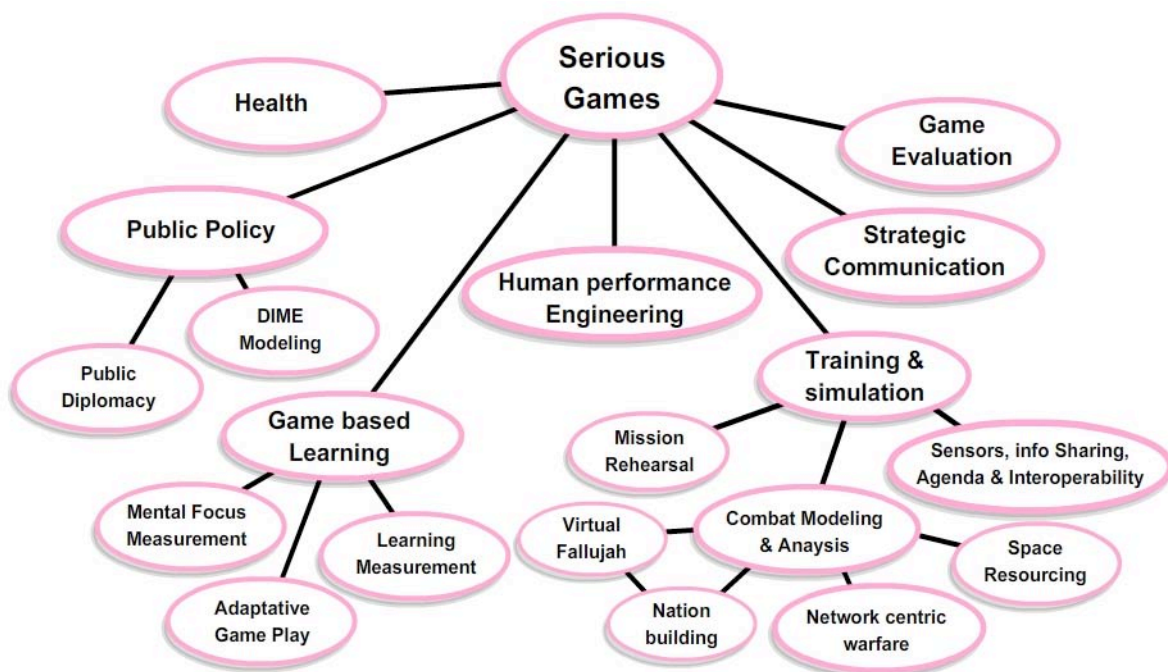 Serious
Games
Health
Game
Evaluation
Public Policy
Strategic
Communication
Human performance
Engineering
DIME
Modeling
Public
Diplomacy
Training &
simulation
Game based
Learning
Mission
Rehearsal
Sensors, info Sharing,
Agenda & Interoperability
Mental Focus
Measurement
Learning
Measurement
Adaptative
Game Play
Virtual
Fallujah
Combat Modeling
& Anaysis
Space
Resourcing
Nation
building
Network centric
warfare